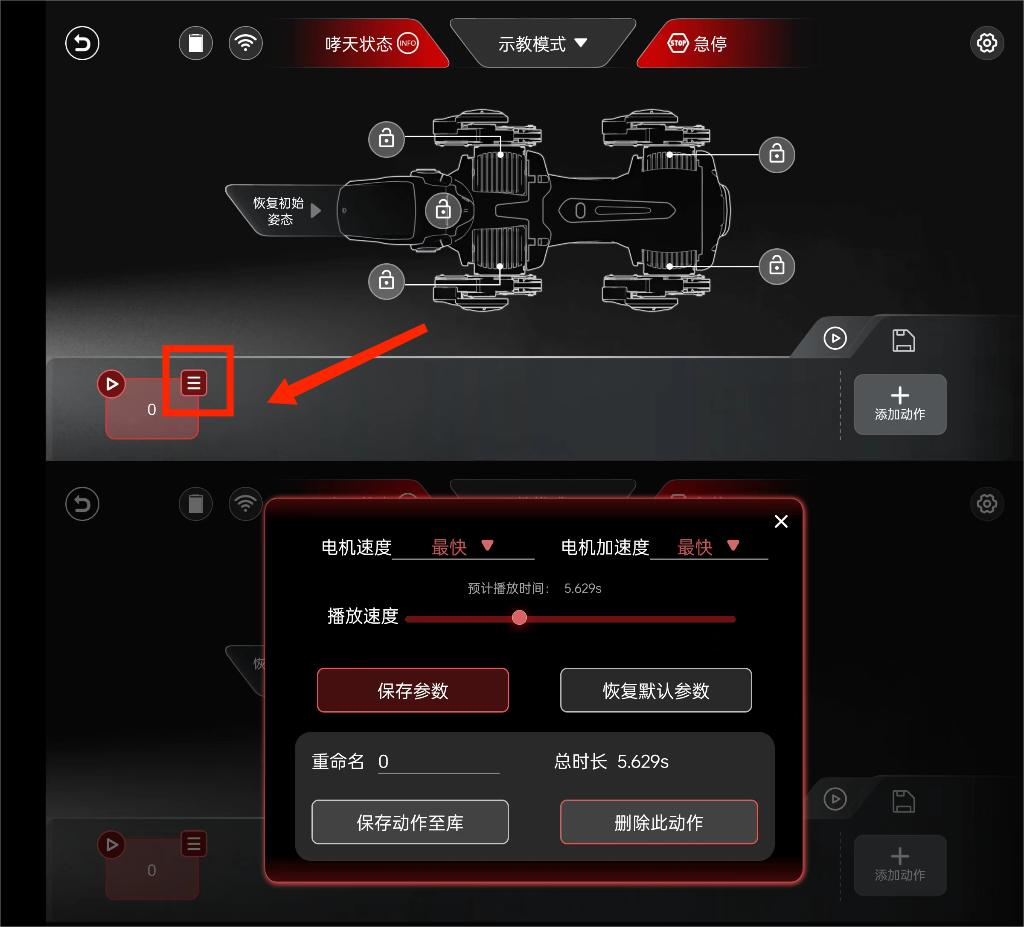 哮天状态 INFO
示教模式
STOP 急停
恢复初始
姿态
0
添加动作
电机速度 最快
电机加速度 最快
预计播放时间： 5.629s
播放速度
保存参数
恢复默认参数
重命名 0
总时长 5.629s
保存动作至库
删除此动作
恢
0
添加动作